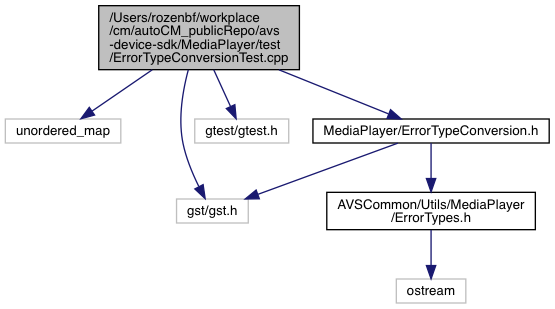 /Users/rozenbf/workplace
/cm/autoCM_publicRepo/avs
-device-sdk/MediaPlayer/test
/ErrorTypeConversionTest.cpp
unordered_map
gtest/gtest.h
MediaPlayer/ErrorTypeConversion.h
gst/gst.h
AVSCommon/Utils/MediaPlayer
/ErrorTypes.h
ostream